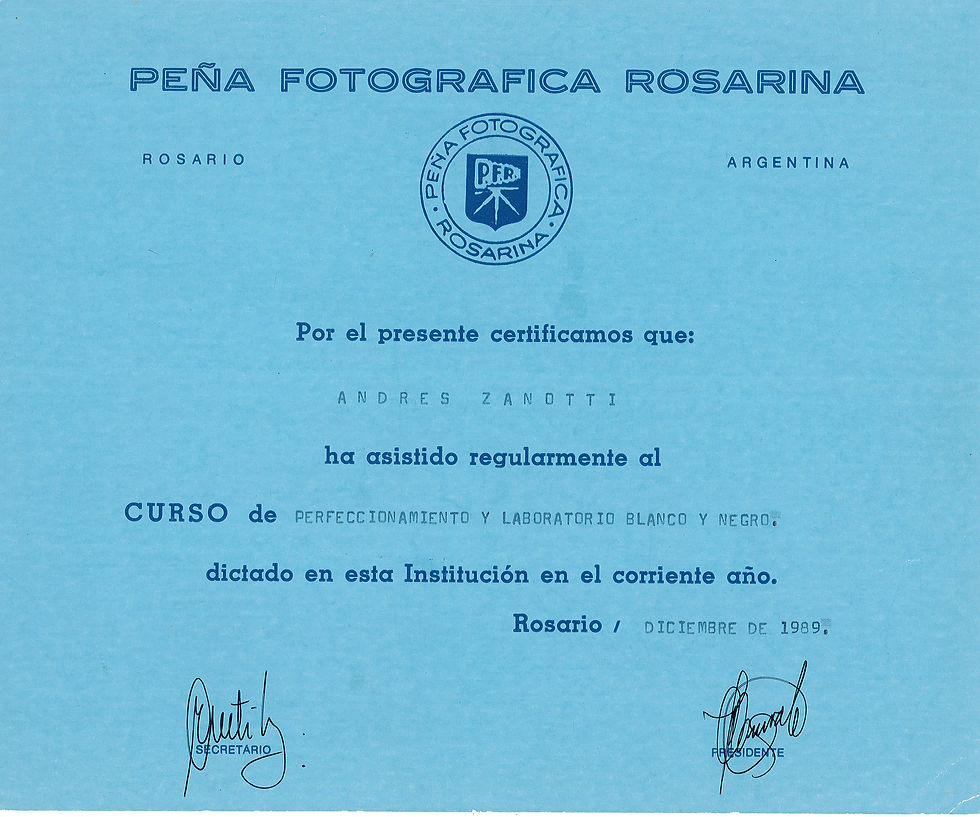 PEÑA FOTOGRAFICA ROSARINA
ROSARIO
ARGENTINA
PEÑA FOTOGRAFICA
P.F.R.
ROSARINA
Por el presente certificamos que:
ANDRES ZANOTTI
ha asistido regularmente al
CURSO de PERFECCIONAMIENTO Y LABORATORIO BLANCO Y NEGRO.
dictado en esta Institución en el corriente año.
Rosario / DICIEMBRE DE 1989.
SECRETARIO
PRESIDENTE